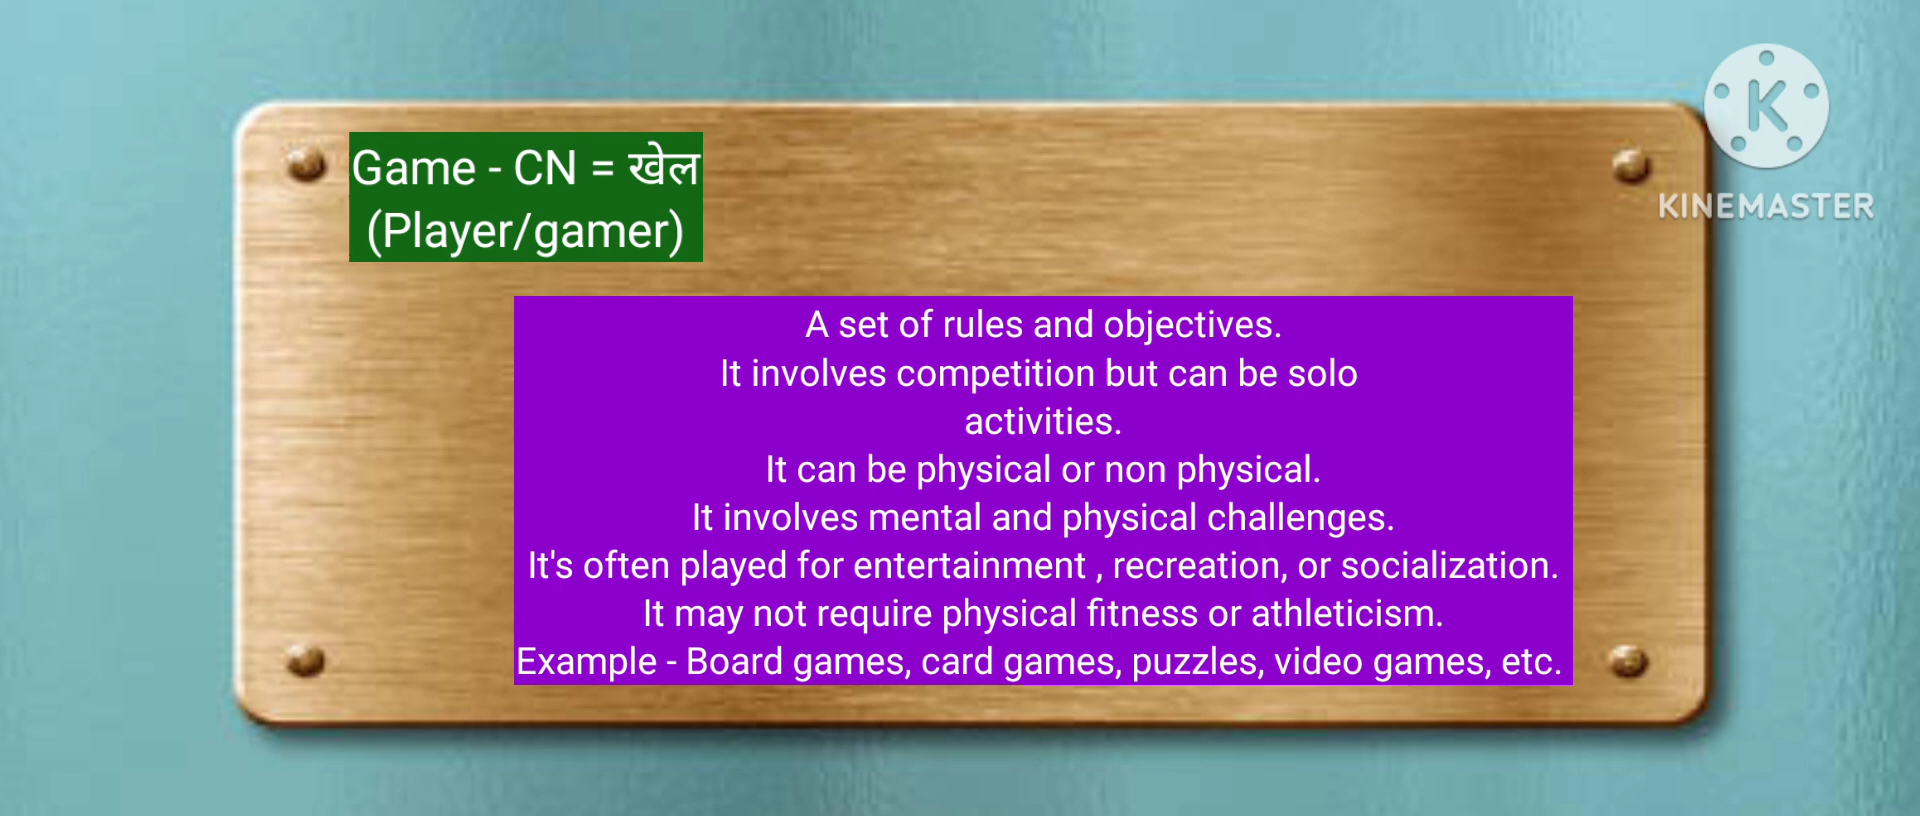 Game - CN = खेल
(Player/gamer)
A set of rules and objectives.
It involves competition but can be solo
activities.
It can be physical or non physical.
It involves mental and physical challenges.
It's often played for entertainment , recreation, or socialization.
It may not require physical fitness or athleticism.
Example - Board games, card games, puzzles, video games, etc.
K
KINEMASTER